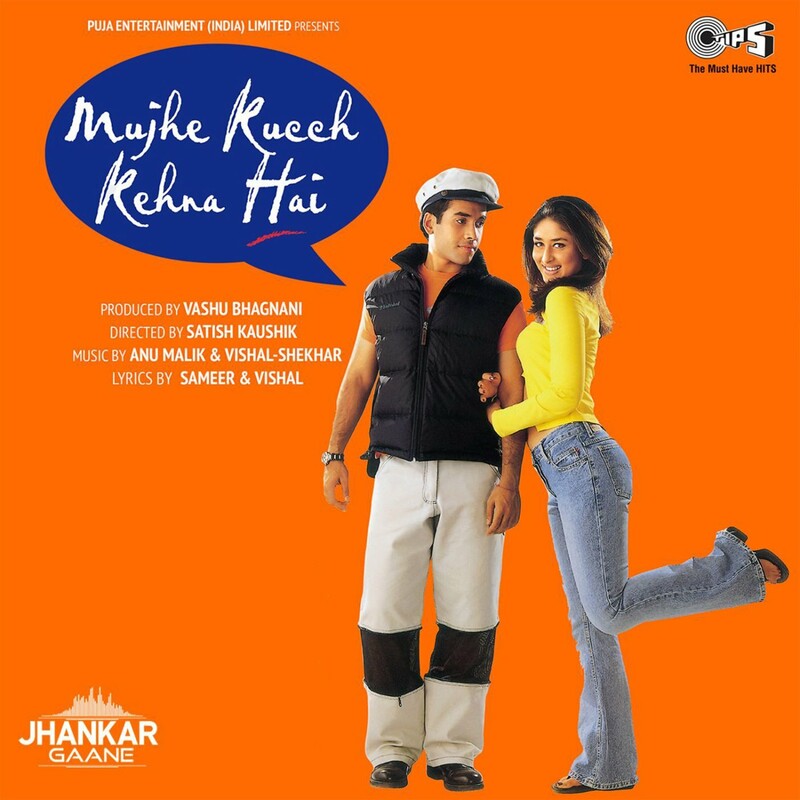 PUJA ENTERTAINMENT (INDIA) LIMITED PRESENTS
TIPS
The Must Have HITS
Mujhe Kucch
Kehna Hai
PRODUCED BY VASHU BHAGNANI
DIRECTED BY SATISH KAUSHIK
MUSIC BY ANU MALIK & VISHAL-SHEKHAR
LYRICS BY SAMEER & VISHAL
JHANKAR
GAANE